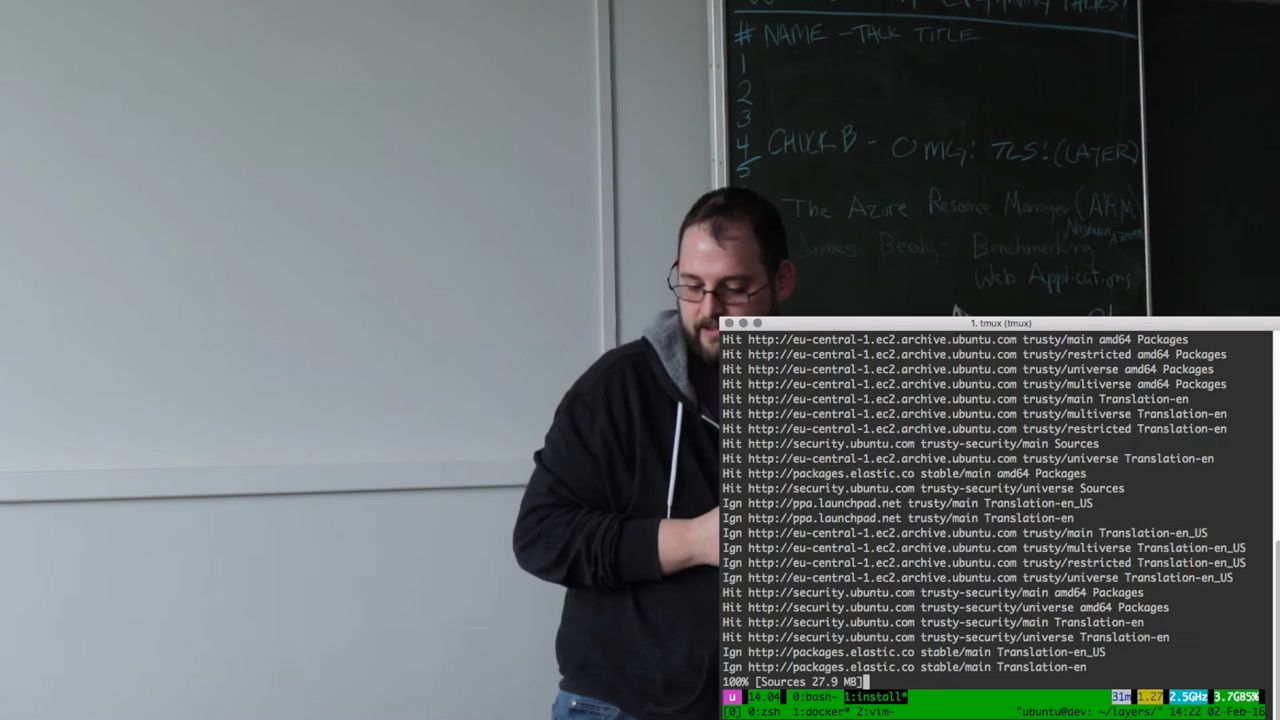 # NAME - TALK TITLE
1
2
3
4 CHUCK B - OMG! TLS! (LAYER)
5
The Azure Resource Manager (ARM)
James Beedy - Benchmarking
Web Applications
1. tmux (tmux)
Hit http://eu-central-1.ec2.archive.ubuntu.com trusty/main amd64 Packages
Hit http://eu-central-1.ec2.archive.ubuntu.com trusty/restricted amd64 Packages
Hit http://eu-central-1.ec2.archive.ubuntu.com trusty/universe amd64 Packages
Hit http://eu-central-1.ec2.archive.ubuntu.com trusty/multiverse amd64 Packages
Hit http://eu-central-1.ec2.archive.ubuntu.com trusty/main Translation-en
Hit http://eu-central-1.ec2.archive.ubuntu.com trusty/multiverse Translation-en
Hit http://eu-central-1.ec2.archive.ubuntu.com trusty/restricted Translation-en
Hit http://security.ubuntu.com trusty-security/main Sources
Hit http://eu-central-1.ec2.archive.ubuntu.com trusty/universe Translation-en
Hit http://packages.elastic.co stable/main amd64 Packages
Hit http://security.ubuntu.com trusty-security/universe Sources
Ign http://ppa.launchpad.net trusty/main Translation-en_US
Ign http://ppa.launchpad.net trusty/main Translation-en
Ign http://eu-central-1.ec2.archive.ubuntu.com trusty/main Translation-en_US
Ign http://eu-central-1.ec2.archive.ubuntu.com trusty/multiverse Translation-en_US
Ign http://eu-central-1.ec2.archive.ubuntu.com trusty/restricted Translation-en_US
Ign http://eu-central-1.ec2.archive.ubuntu.com trusty/universe Translation-en_US
Hit http://security.ubuntu.com trusty-security/main amd64 Packages
Hit http://security.ubuntu.com trusty-security/universe amd64 Packages
Hit http://security.ubuntu.com trusty-security/main Translation-en
Hit http://security.ubuntu.com trusty-security/universe Translation-en
Ign http://packages.elastic.co stable/main Translation-en_US
Ign http://packages.elastic.co stable/main Translation-en
100% [Sources 27.9 MB]
u 14.04 0:bash- 1:install* 31m 1.27 2.5GHz 3.7GB5%
[0] 0:zsh 1:docker* 2:vim- "ubuntu@dev: ~/layers/" 14:22 02-Feb-16